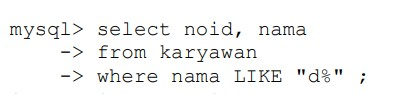 mysql> select noid, nama
-> from karyawan
-> where nama LIKE "d%" ;